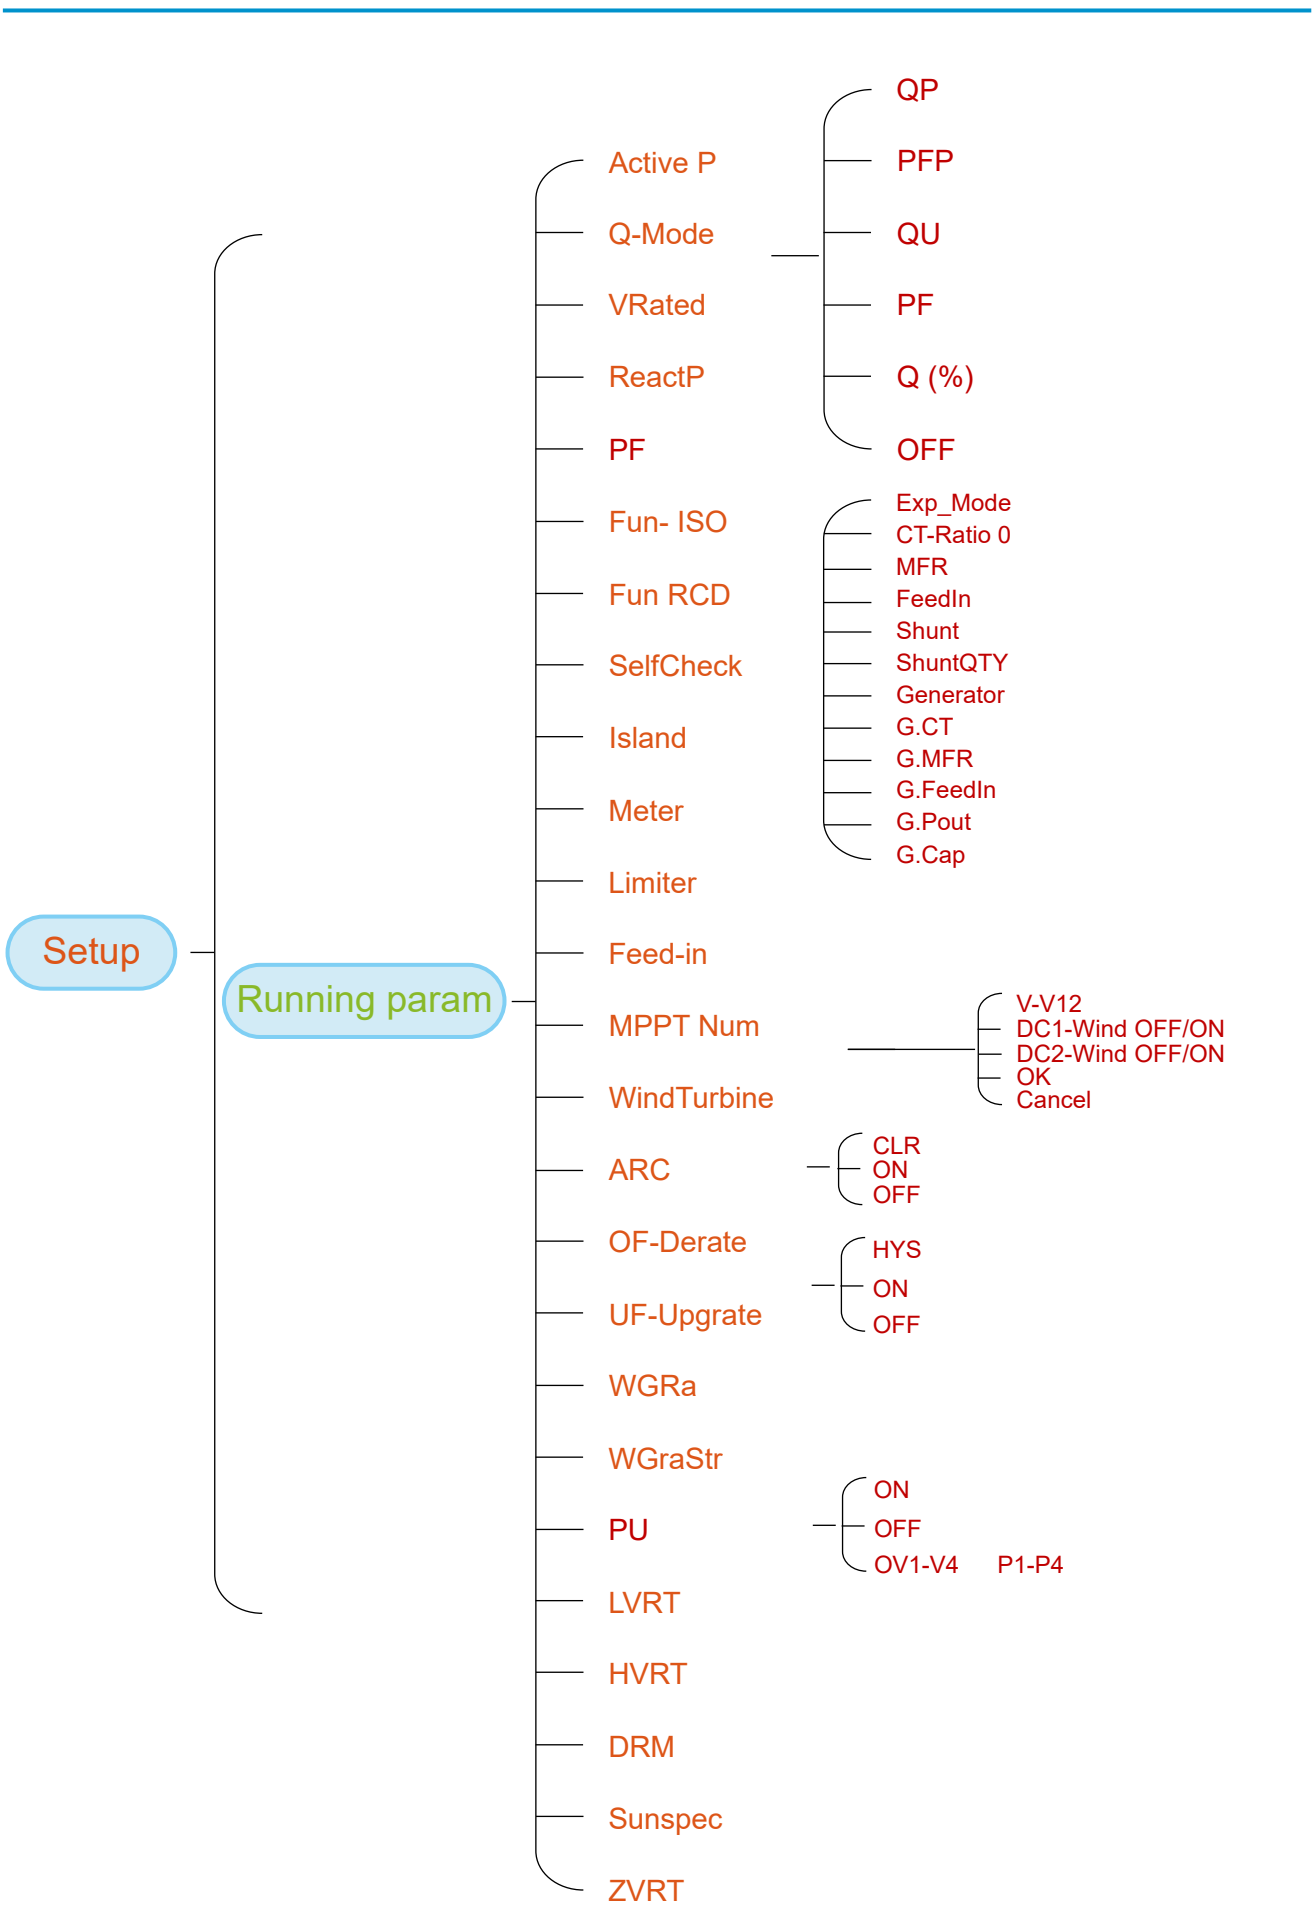 Setup
Running param
Active P
Q-Mode
VRated
ReactP
PF
Fun- ISO
Fun RCD
SelfCheck
Island
Meter
Limiter
Feed-in
MPPT Num
WindTurbine
ARC
OF-Derate
UF-Upgrate
WGRa
WGraStr
PU
LVRT
HVRT
DRM
Sunspec
ZVRT
QP
PFP
QU
PF
Q (%)
OFF
Exp_Mode
CT-Ratio 0
MFR
FeedIn
Shunt
ShuntQTY
Generator
G.CT
G.MFR
G.FeedIn
G.Pout
G.Cap
V-V12
DC1-Wind OFF/ON
DC2-Wind OFF/ON
OK
Cancel
CLR
ON
OFF
HYS
ON
OFF
ON
OFF
OV1-V4 P1-P4